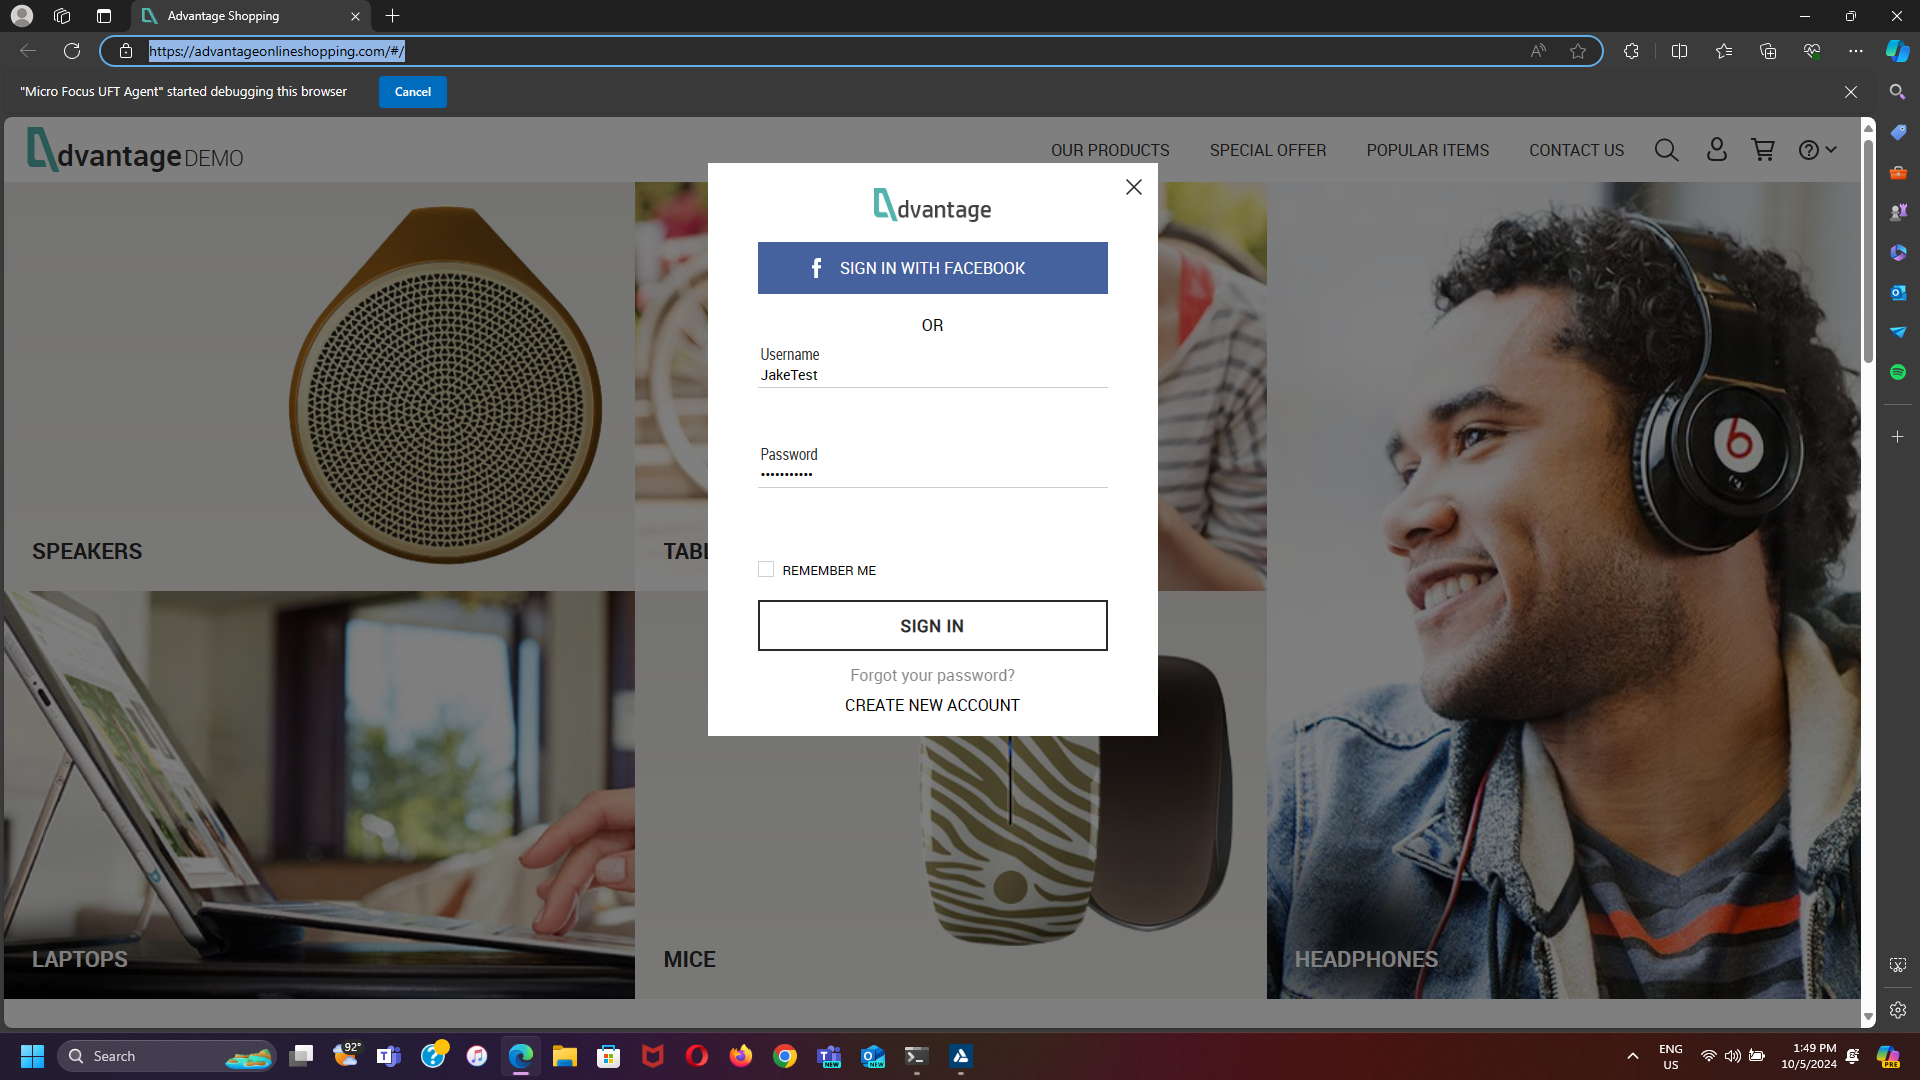 Advantage Shopping
https://advantageonlineshopping.com/#/
"Micro Focus UFT Agent" started debugging this browser
Cancel
dvantage DEMO
OUR PRODUCTS
SPECIAL OFFER
POPULAR ITEMS
CONTACT US
dvantage
SIGN IN WITH FACEBOOK
OR
Username
JakeTest
Password
•••••••••••
REMEMBER ME
SIGN IN
Forgot your password?
CREATE NEW ACCOUNT
SPEAKERS
TABL
LAPTOPS
MICE
HEADPHONES
Search
92°
NEW
NEW
ENG
US
1:49 PM
10/5/2024
PRE